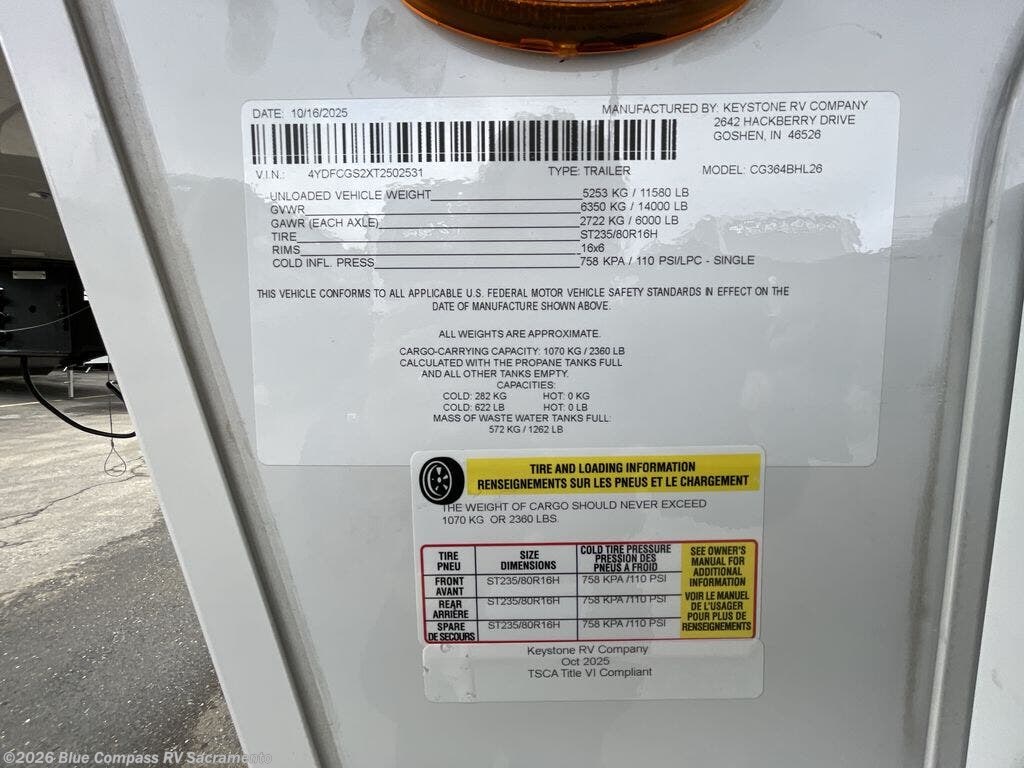 DATE: 10/16/2025
MANUFACTURED BY: KEYSTONE RV COMPANY
2642 HACKBERRY DRIVE
GOSHEN, IN 46526
V.I.N.: 4YDFCGS2XT2502531 TYPE: TRAILER MODEL: CG364BHL26
UNLOADED VEHICLE WEIGHT 5253 KG / 11580 LB
GVWR 6350 KG / 14000 LB
GAWR (EACH AXLE) 2722 KG / 6000 LB
TIRE ST235/80R16H
RIMS 16x6
COLD INFL. PRESS 758 KPA / 110 PSI/LPC - SINGLE
THIS VEHICLE CONFORMS TO ALL APPLICABLE U.S. FEDERAL MOTOR VEHICLE SAFETY STANDARDS IN EFFECT ON THE
DATE OF MANUFACTURE SHOWN ABOVE.
ALL WEIGHTS ARE APPROXIMATE.
CARGO-CARRYING CAPACITY: 1070 KG / 2360 LB
CALCULATED WITH THE PROPANE TANKS FULL
AND ALL OTHER TANKS EMPTY.
CAPACITIES:
COLD: 282 KG HOT: 0 KG
COLD: 622 LB HOT: 0 LB
MASS OF WASTE WATER TANKS FULL:
572 KG / 1262 LB
TIRE AND LOADING INFORMATION
RENSEIGNEMENTS SUR LES PNEUS ET LE CHARGEMENT
THE WEIGHT OF CARGO SHOULD NEVER EXCEED
1070 KG OR 2360 LBS.
TIRE
PNEU
SIZE
DIMENSIONS
COLD TIRE PRESSURE
PRESSION DES
PNEUS A FROID
FRONT
AVANT
ST235/80R16H
758 KPA /110 PSI
REAR
ARRIÈRE
ST235/80R16H
758 KPA /110 PSI
SPARE
DE SECOURS
ST235/80R16H
758 KPA /110 PSI
SEE OWNER'S
MANUAL FOR
ADDITIONAL
INFORMATION
VOIR LE MANUEL
DE L'USAGER
POUR PLUS DE
RENSEIGNEMENTS
Keystone RV Company
Oct 2025
TSCA Title VI Compliant
©2026 Blue Compass RV Sacramento